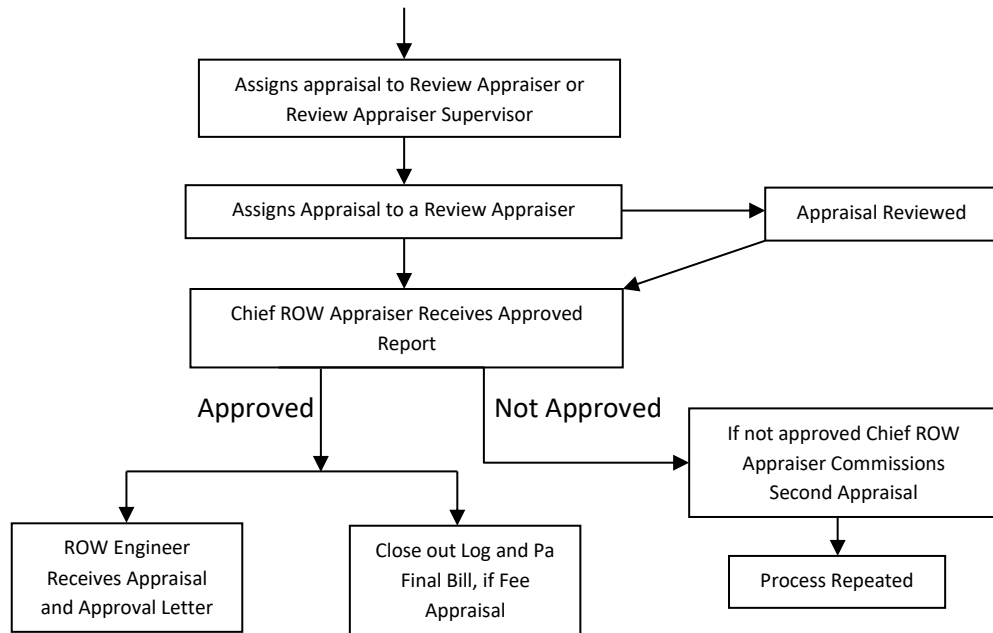 Assigns appraisal to Review Appraiser or
Review Appraiser Supervisor
Assigns Appraisal to a Review Appraiser
Appraisal Reviewed
Chief ROW Appraiser Receives Approved
Report
Approved
Not Approved
If not approved Chief ROW
Appraiser Commissions
Second Appraisal
ROW Engineer
Receives Appraisal
and Approval Letter
Close out Log and Pa
Final Bill, if Fee
Appraisal
Process Repeated